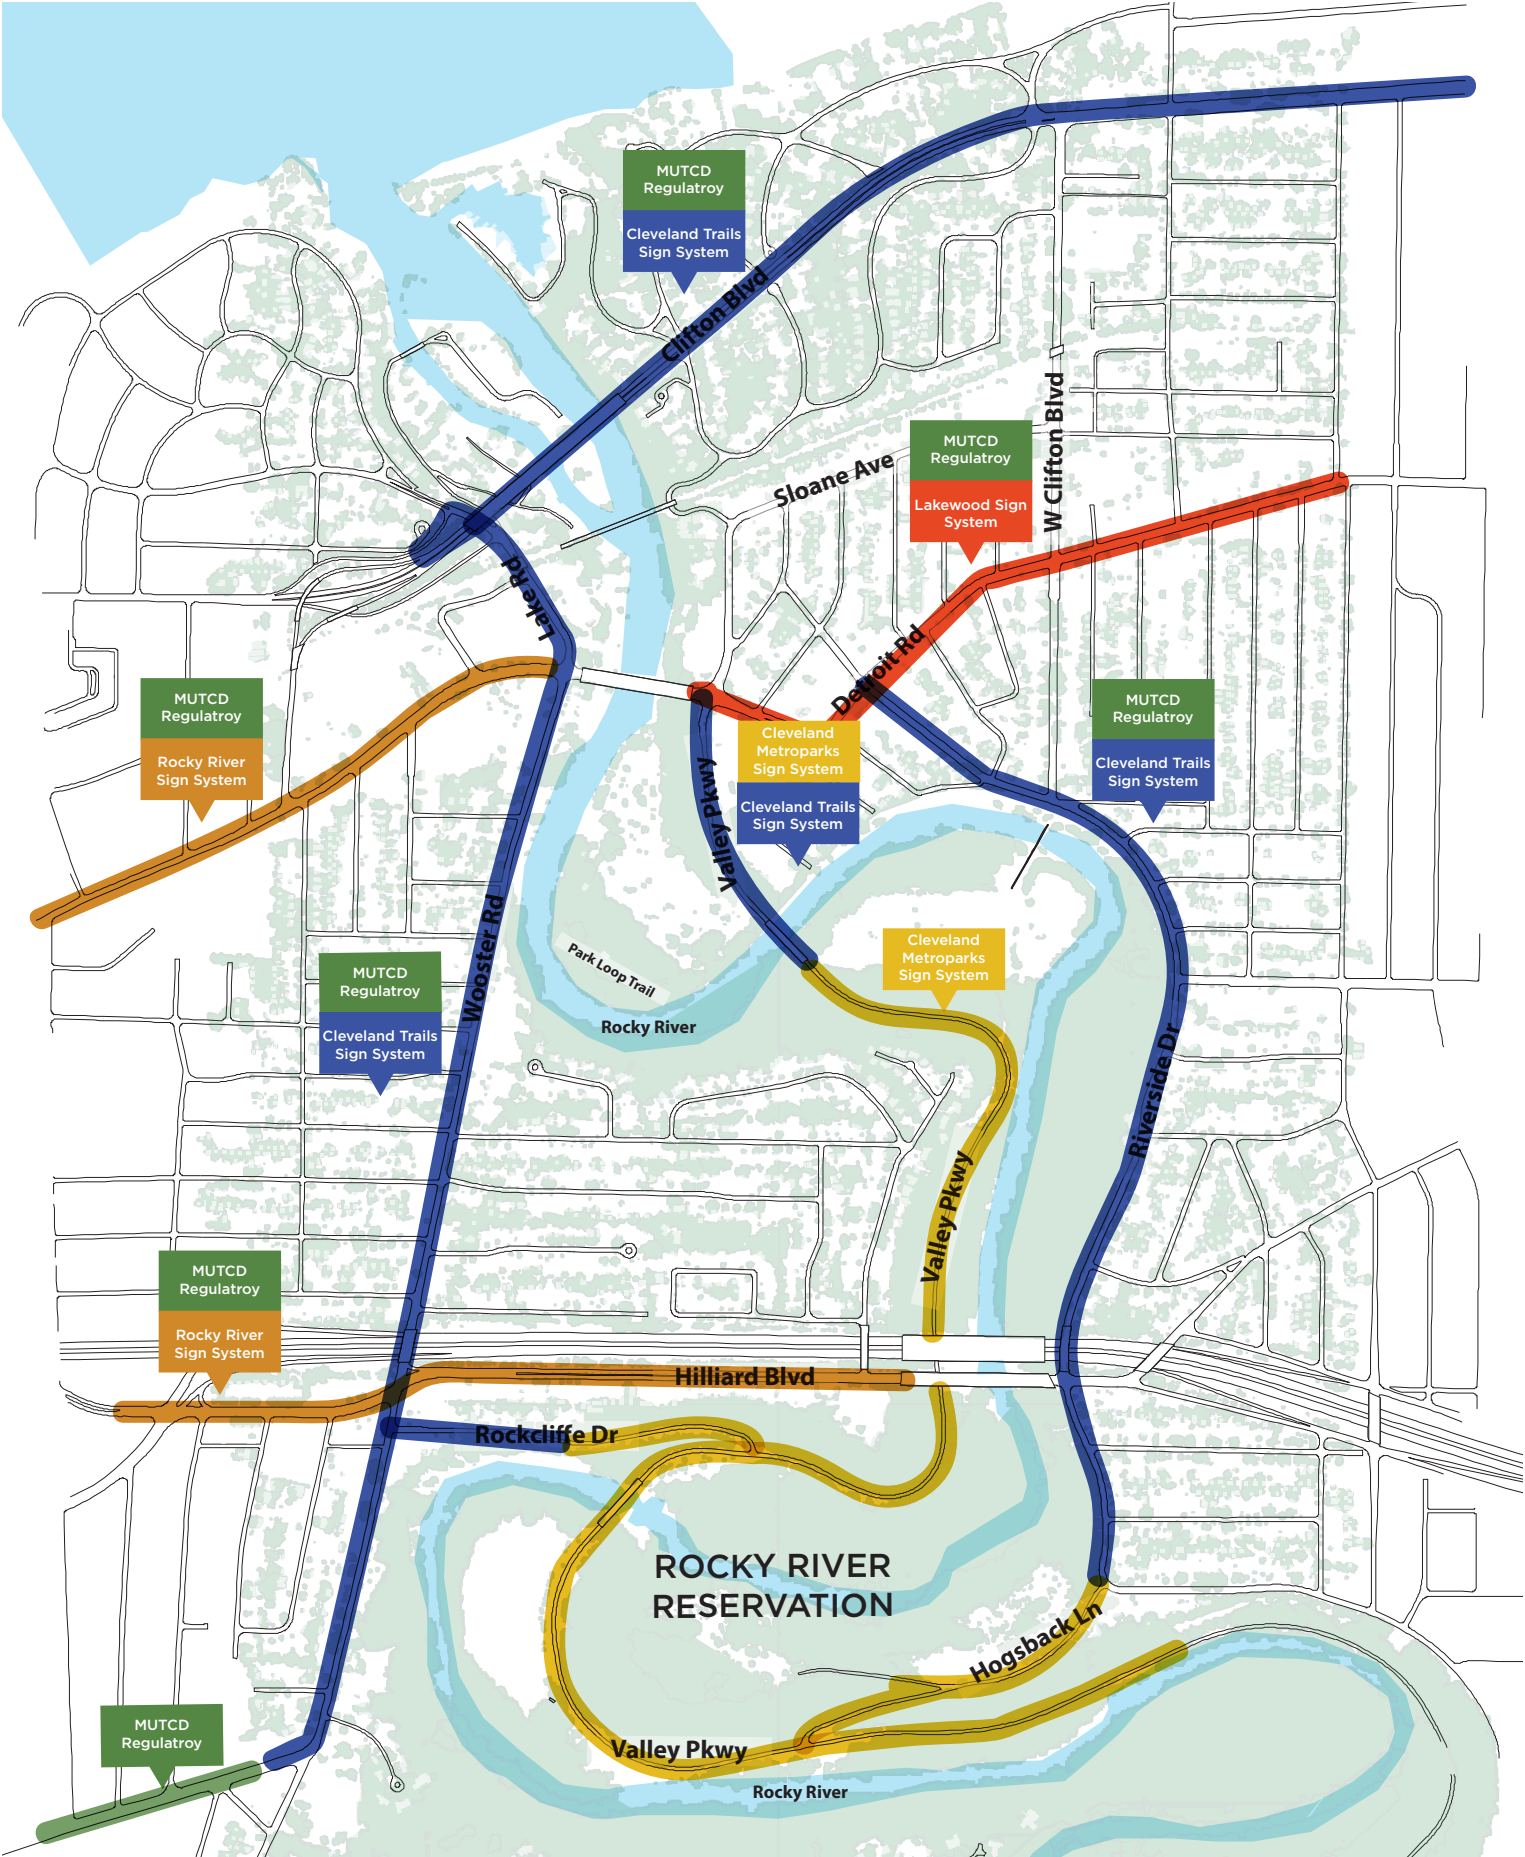 MUTCD
Regulatroy
Cleveland Trails
Sign System
Clifton Blvd
W Clifton Blvd
MUTCD
Regulatroy
Lakewood Sign
System
Sloane Ave
Lake Rd
Detroit Rd
MUTCD
Regulatroy
Rocky River
Sign System
MUTCD
Regulatroy
Cleveland Trails
Sign System
Cleveland
Metroparks
Sign System
Cleveland Trails
Sign System
Valley Pkwy
Wooster Rd
Park Loop Trail
Rocky River
Cleveland
Metroparks
Sign System
MUTCD
Regulatroy
Cleveland Trails
Sign System
Riverside Dr
Valley Pkwy
MUTCD
Regulatroy
Rocky River
Sign System
Hilliard Blvd
Rockcliffe Dr
ROCKY RIVER
RESERVATION
Hogsback Ln
MUTCD
Regulatroy
Valley Pkwy
Rocky River